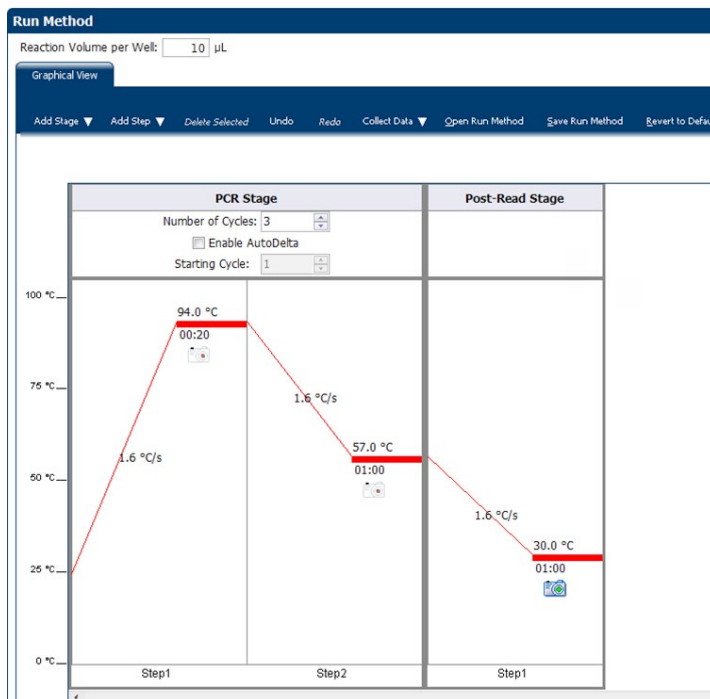 Run Method
Reaction Volume per Well: 10 µL
Graphical View
Add Stage ▼ Add Step ▼ Delete Selected Undo Redo Collect Data ▼ Open Run Method Save Run Method Revert to Defau
PCR Stage Post-Read Stage
Number of Cycles: 3
Enable AutoDelta
Starting Cycle: 1
100 °C
94.0 °C
00:20
75 °C
1.6 °C/s
57.0 °C
1.6 °C/s
01:00
50 °C
1.6 °C/s
30.0 °C
25 °C
01:00
0 °C
Step1 Step2 Step1